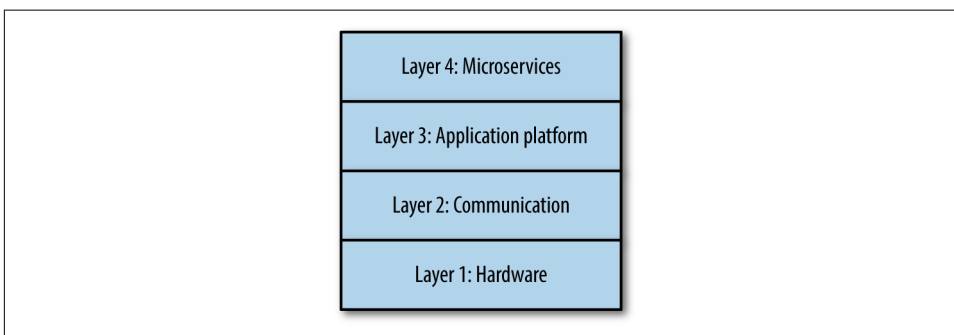 Layer 4: Microservices
Layer 3: Application platform
Layer 2: Communication
Layer 1: Hardware